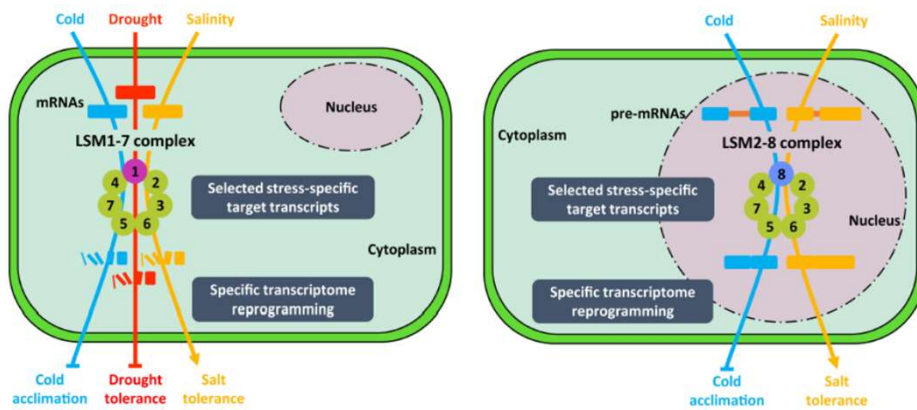 Cold Drought Salinity
mRNAs
Nucleus
LSM1-7 complex
1
4 2
7 3
5 6
Selected stress-specific
target transcripts
Cytoplasm
Specific transcriptome
reprogramming
Cold
acclimation
Drought
tolerance
Salt
tolerance
Cold Salinity
pre-mRNAs
Cytoplasm
LSM2-8 complex
8
4 2
7 3
5 6
Selected stress-specific
target transcripts
Nucleus
Specific transcriptome
reprogramming
Cold
acclimation
Salt
tolerance